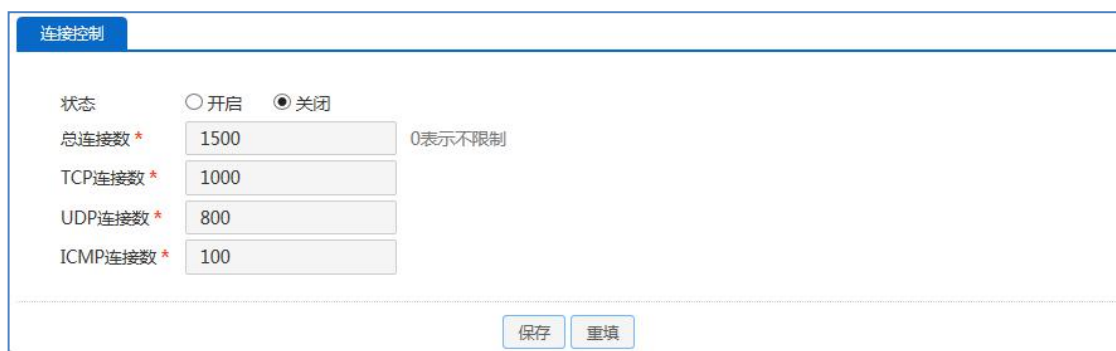 连接控制
状态 开启 关闭
总连接数 * 1500 0表示不限制
TCP连接数 * 1000
UDP连接数 * 800
ICMP连接数 * 100
保存 重填